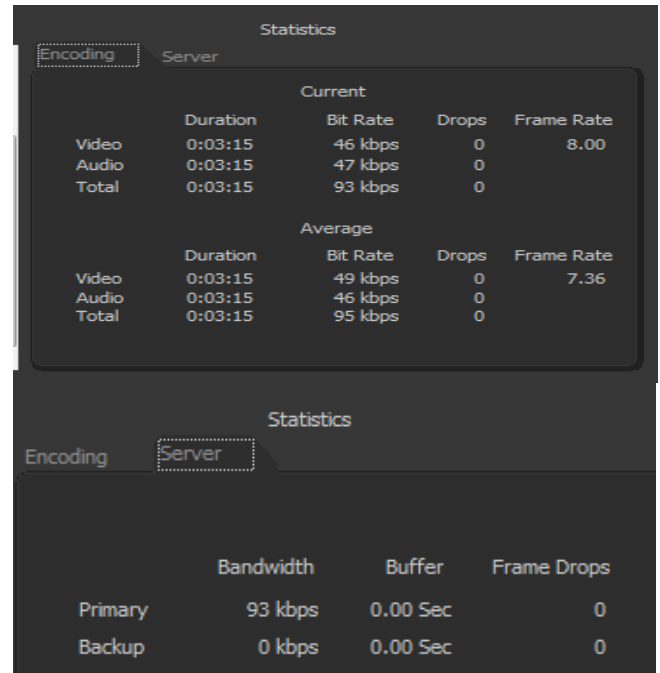 Statistics
Encoding Server
Current
Duration Bit Rate Drops Frame Rate
Video 0:03:15 46 kbps 0 8.00
Audio 0:03:15 47 kbps 0
Total 0:03:15 93 kbps 0
Average
Duration Bit Rate Drops Frame Rate
Video 0:03:15 49 kbps 0 7.36
Audio 0:03:15 46 kbps 0
Total 0:03:15 95 kbps 0
Statistics
Encoding Server
Bandwidth Buffer Frame Drops
Primary 93 kbps 0.00 Sec 0
Backup 0 kbps 0.00 Sec 0